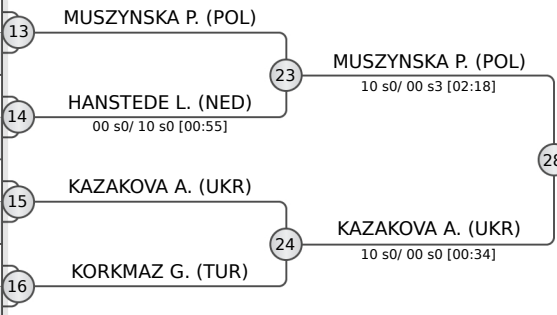 MUSZYNSKA P. (POL)
13
23
MUSZYNSKA P. (POL)
10 s0/ 00 s3 [02:18]
HANSTEDE L. (NED)
14
00 s0/ 10 s0 [00:55]
28
KAZAKOVA A. (UKR)
15
24
KAZAKOVA A. (UKR)
10 s0/ 00 s0 [00:34]
KORKMAZ G. (TUR)
16